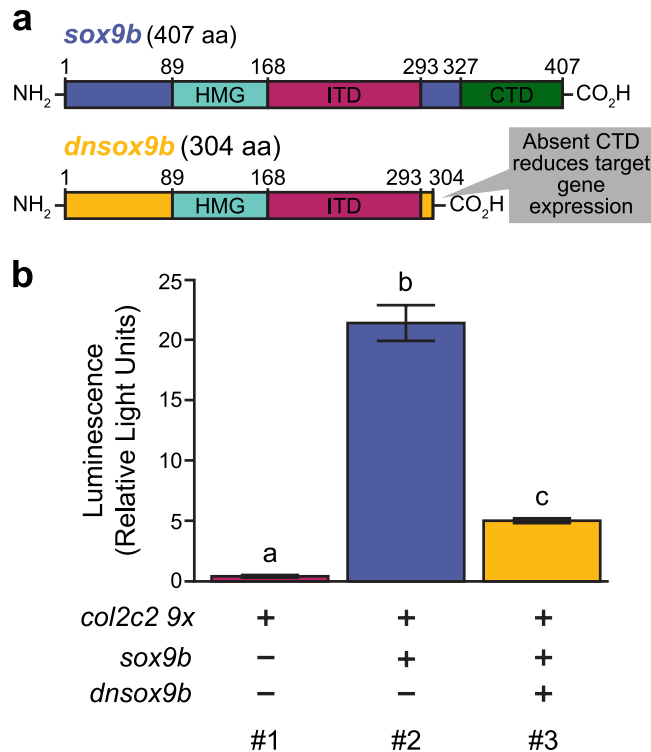 a
sox9b (407 aa)
1 89 168 293 327 407
NH2 HMG ITD CTD CO2H
dnsox9b (304 aa)
1 89 168 293 304
NH2 HMG ITD CO2H
Absent CTD
reduces target
gene
expression
b
Luminescence
(Relative Light Units)
25
20
15
10
5
0
a
b
c
col2c2 9x + + +
sox9b – + +
dnsox9b – – +
#1 #2 #3